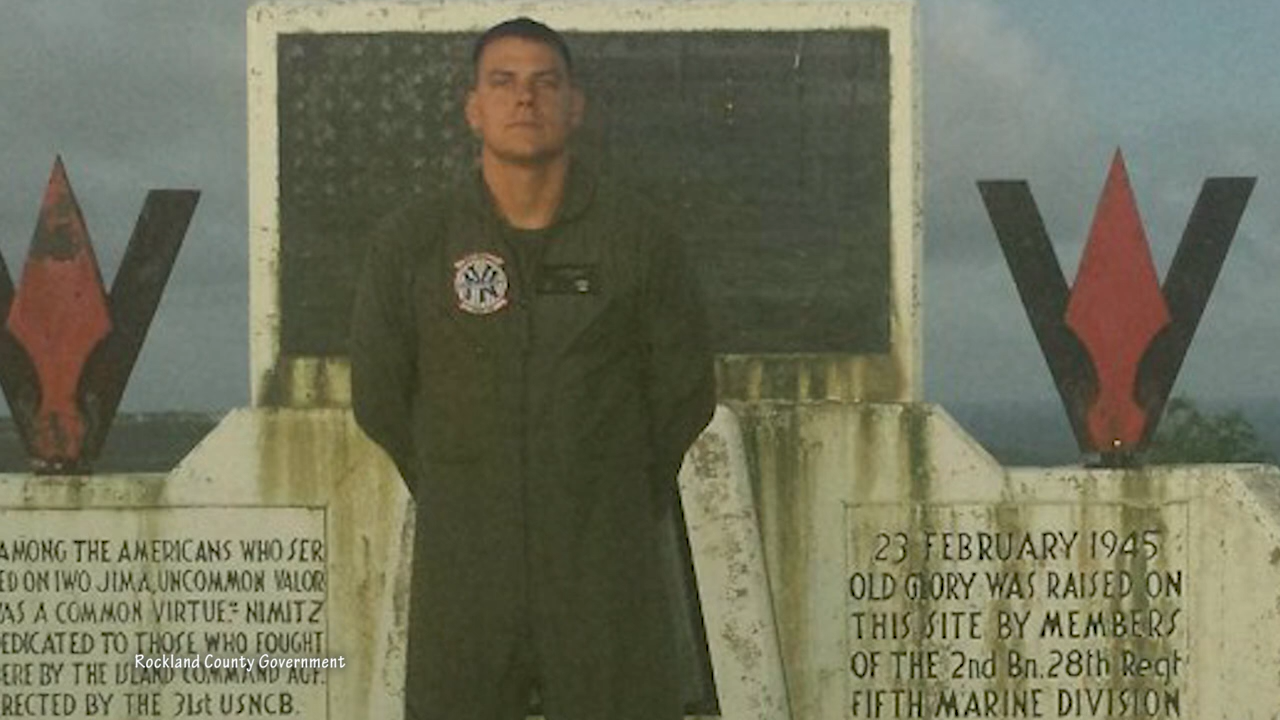 AMONG THE AMERICANS WHO SER
ED ON IWO JIMA, UNCOMMON VALOR
AS A COMMON VIRTUE." NIMITZ
EDICATED TO THOSE WHO FOUGHT
ERE BY THE ISLAND COMMAND AGF.
RECTED BY THE 31st USNCB.
Rockland County Government
23 FEBRUARY 1945
OLD GLORY WAS RAISED ON
THIS SITE BY MEMBERS
OF THE 2nd Bn. 28th Regt
FIFTH MARINE DIVISION